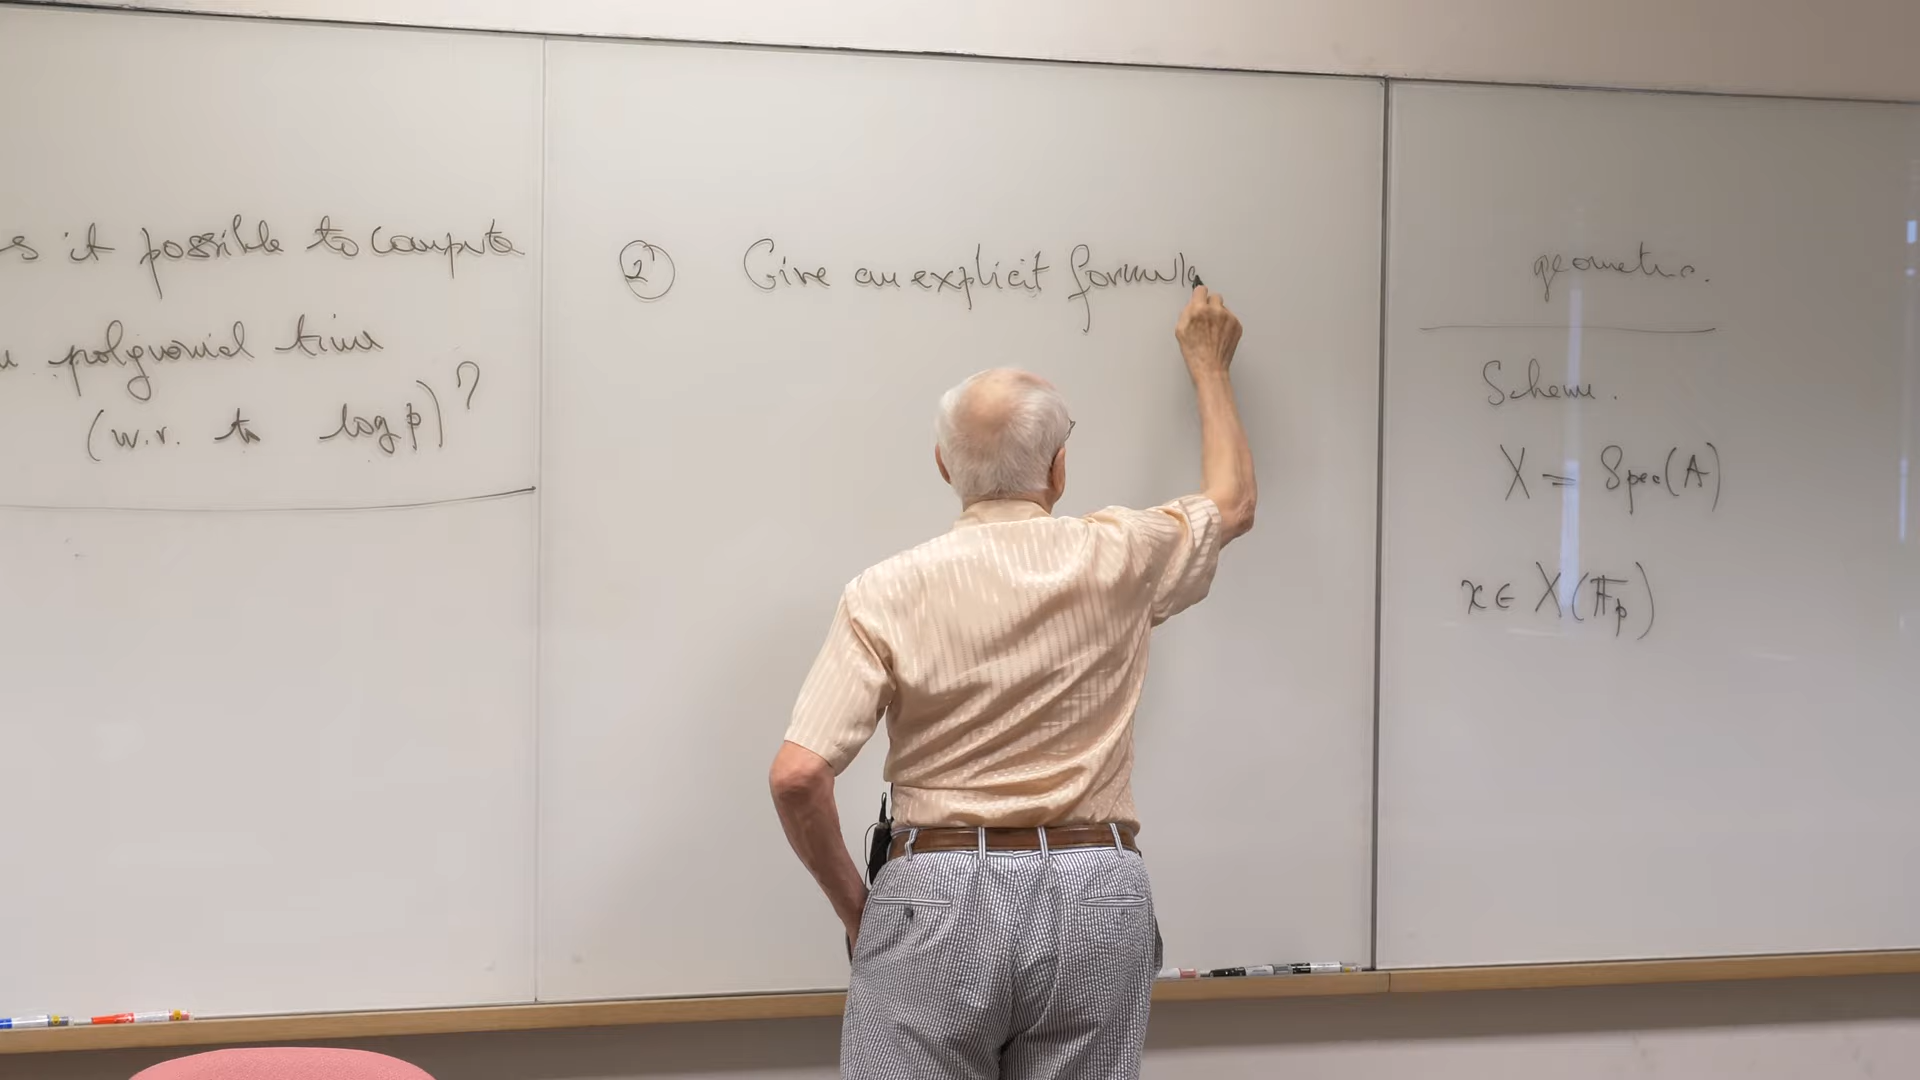 s it possible to compute
polynomial time
(w.r. to log p)?
② Give an explicit formula
geometric.
Scheme.
X = Spec(A)
x ∈ X(𝔽_p)